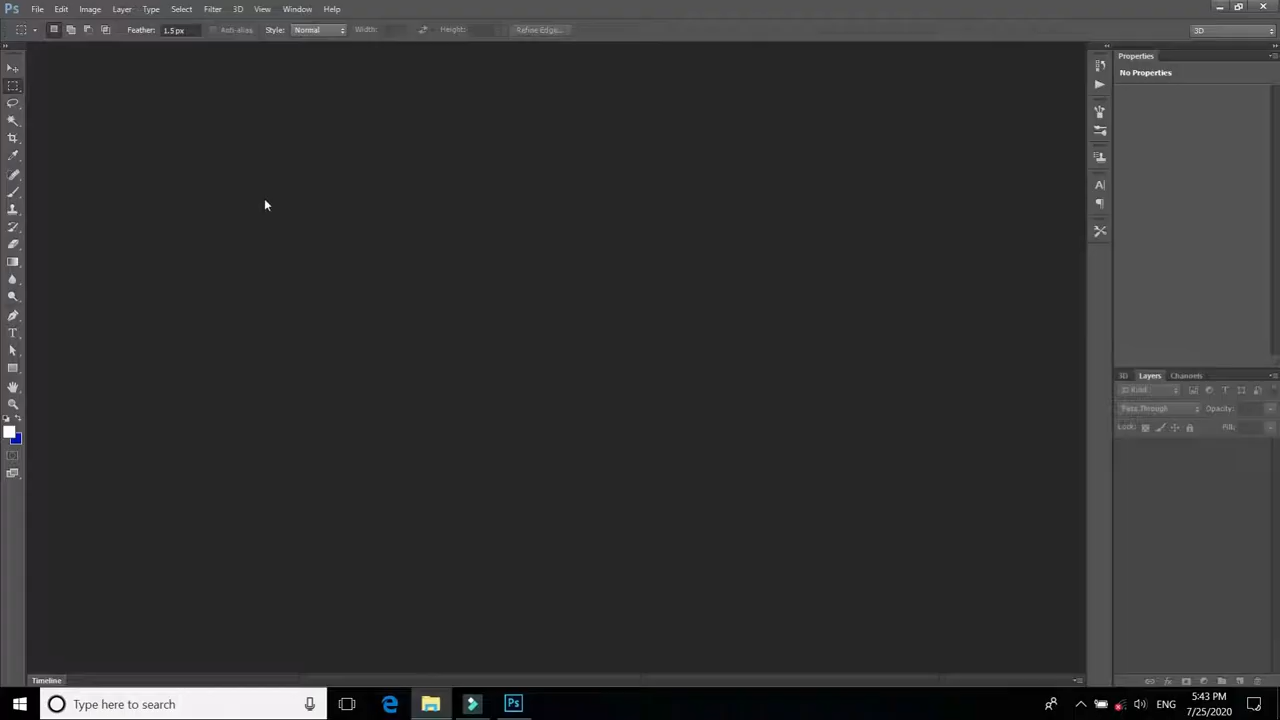 Ps File Edit Image Layer Type Select Filter 3D View Window Help
Feather: 1.5 px Anti-alias Style: Normal Width: Height: Refine Edge... 3D
Properties
No Properties
3D Layers Channels
Kind
Pass Through Opacity:
Lock: Fill:
Timeline
Type here to search
Ps
ENG
5:43 PM
7/25/2020